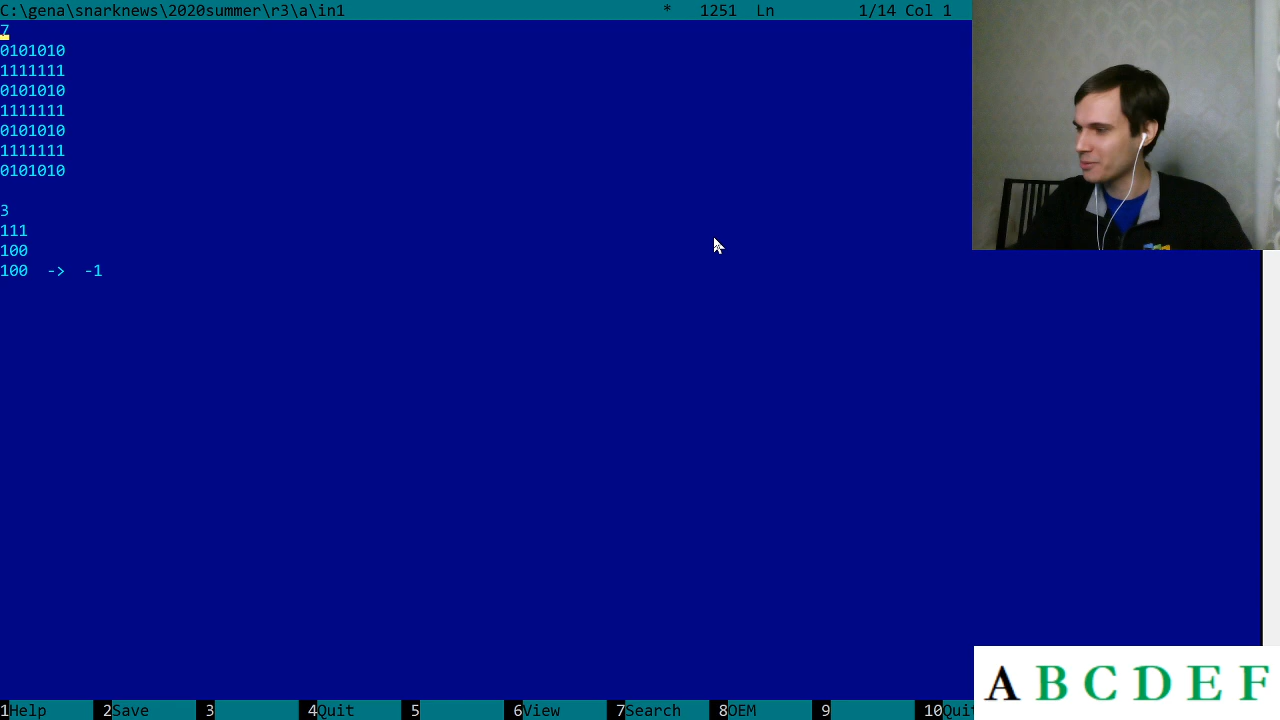 C:\gena\snarknews\2020summer\r3\a\in1 * 1251 Ln 1/14 Col 1
7
0101010
1111111
0101010
1111111
0101010
1111111
0101010
3
111
100
100 -> -1
A B C D E F
1Help 2Save 3 4Quit 5 6View 7Search 8OEM 9 10Qui